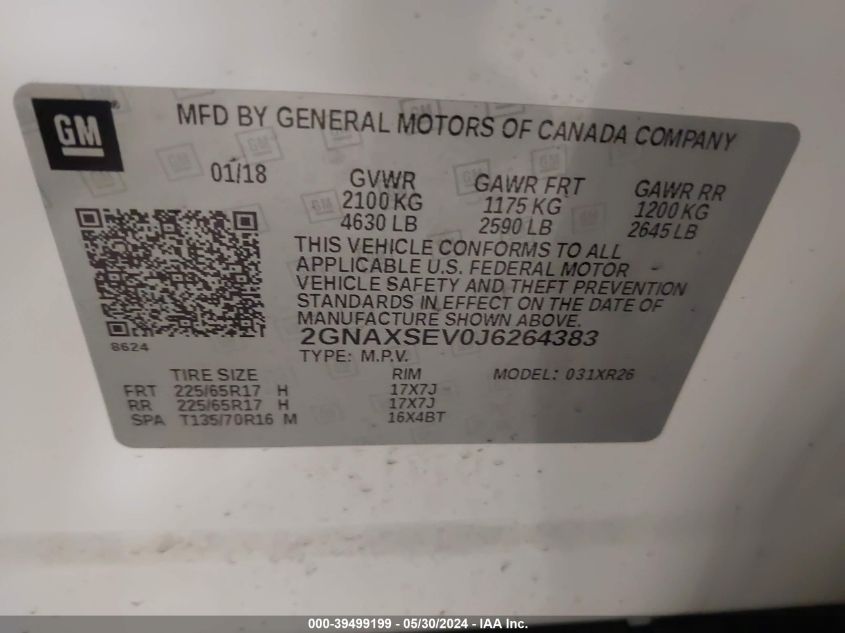 GM
MFD BY GENERAL MOTORS OF CANADA COMPANY
01/18 GVWR GAWR FRT GAWR RR
2100 KG 1175 KG 1200 KG
4630 LB 2590 LB 2645 LB
THIS VEHICLE CONFORMS TO ALL
APPLICABLE U.S. FEDERAL MOTOR
VEHICLE SAFETY AND THEFT PREVENTION
STANDARDS IN EFFECT ON THE DATE OF
MANUFACTURE SHOWN ABOVE.
8624 2GNAXSEV0J6264383
TYPE: M.P.V.
TIRE SIZE RIM MODEL: 031XR26
FRT 225/65R17 H 17X7J
RR 225/65R17 H 17X7J
SPA T135/70R16 M 16X4BT
000-39499199 - 05/30/2024 - IAA Inc.